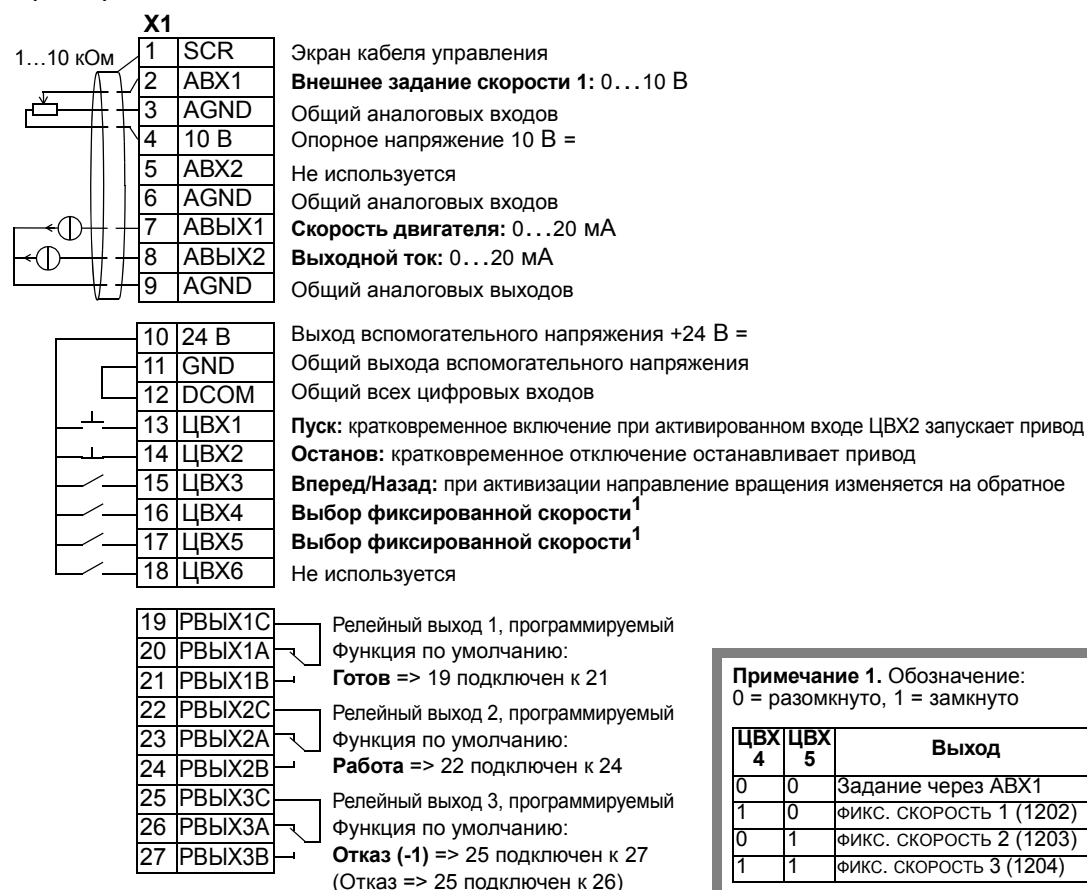 X1
1…10 кОм
1 SCR Экран кабеля управления
2 АВХ1 Внешнее задание скорости 1: 0…10 В
3 AGND Общий аналоговых входов
4 10 В Опорное напряжение 10 В =
5 АВХ2 Не используется
6 AGND Общий аналоговых входов
7 АВЫХ1 Скорость двигателя: 0…20 мА
8 АВЫХ2 Выходной ток: 0…20 мА
9 AGND Общий аналоговых выходов
10 24 В Выход вспомогательного напряжения +24 В =
11 GND Общий выхода вспомогательного напряжения
12 DCOM Общий всех цифровых входов
13 ЦВХ1 Пуск: кратковременное включение при активированном входе ЦВХ2 запускает привод
14 ЦВХ2 Останов: кратковременное отключение останавливает привод
15 ЦВХ3 Вперед/Назад: при активизации направление вращения изменяется на обратное
16 ЦВХ4 Выбор фиксированной скорости1
17 ЦВХ5 Выбор фиксированной скорости1
18 ЦВХ6 Не используется
19 РВЫХ1С Релейный выход 1, программируемый
20 РВЫХ1А Функция по умолчанию:
21 РВЫХ1В Готов => 19 подключен к 21
22 РВЫХ2С Релейный выход 2, программируемый
23 РВЫХ2А Функция по умолчанию:
24 РВЫХ2В Работа => 22 подключен к 24
25 РВЫХ3С Релейный выход 3, программируемый
26 РВЫХ3А Функция по умолчанию:
27 РВЫХ3В Отказ (-1) => 25 подключен к 27
(Отказ => 25 подключен к 26)
Примечание 1. Обозначение:
0 = разомкнуто, 1 = замкнуто
ЦВХ 4 ЦВХ 5 Выход
0 0 Задание через АВХ1
1 0 ФИКС. СКОРОСТЬ 1 (1202)
0 1 ФИКС. СКОРОСТЬ 2 (1203)
1 1 ФИКС. СКОРОСТЬ 3 (1204)